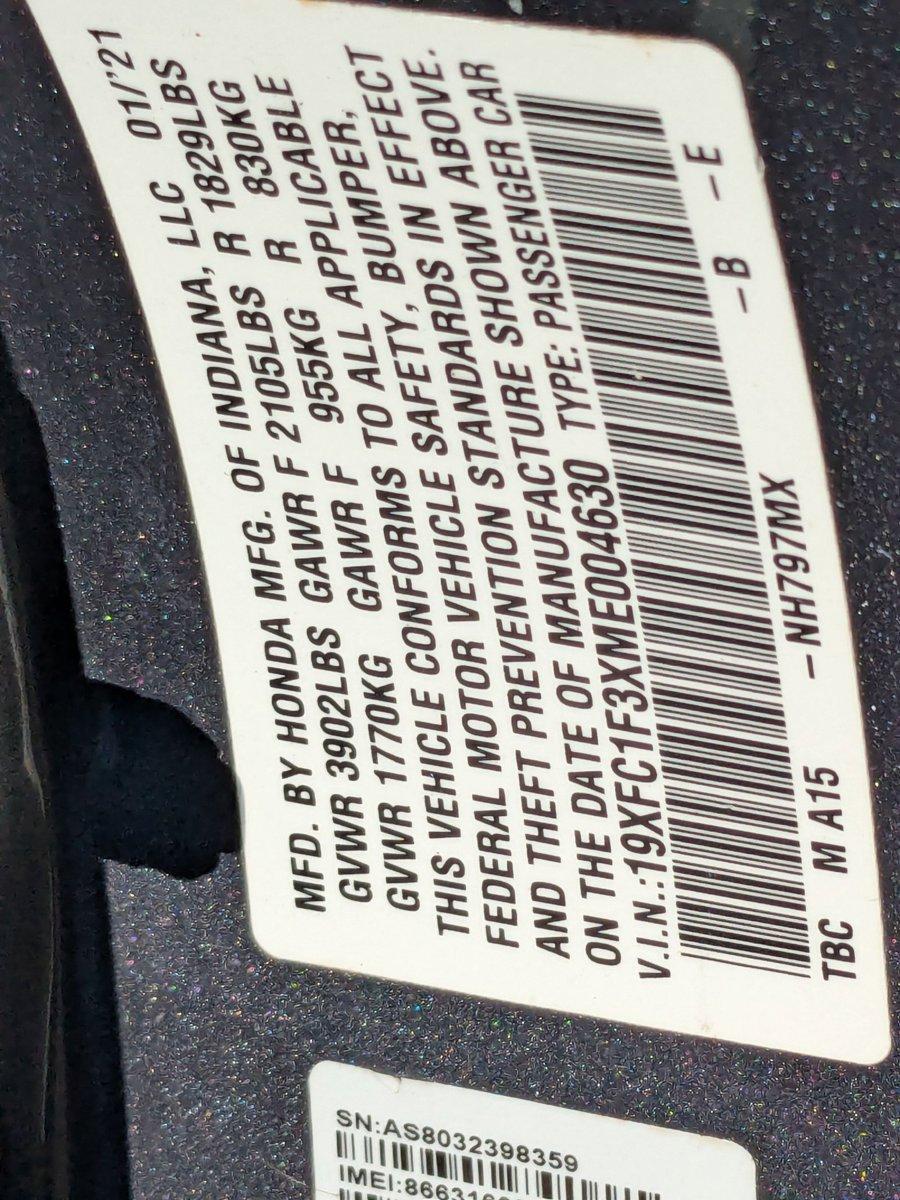 MFD. BY HONDA MFG. OF INDIANA, LLC 01/'21
GVWR 3902LBS GAWR F 2105LBS R 1829LBS
GVWR 1770KG GAWR F 955KG R 830KG
THIS VEHICLE CONFORMS TO ALL APPLICABLE
FEDERAL MOTOR VEHICLE SAFETY, BUMPER,
AND THEFT PREVENTION STANDARDS IN EFFECT
ON THE DATE OF MANUFACTURE SHOWN ABOVE.
V.I.N.:19XFC1F3XME004630 TYPE: PASSENGER CAR
TBC M A15 –NH797MX –B –E
SN:AS8032398359
IMEI: